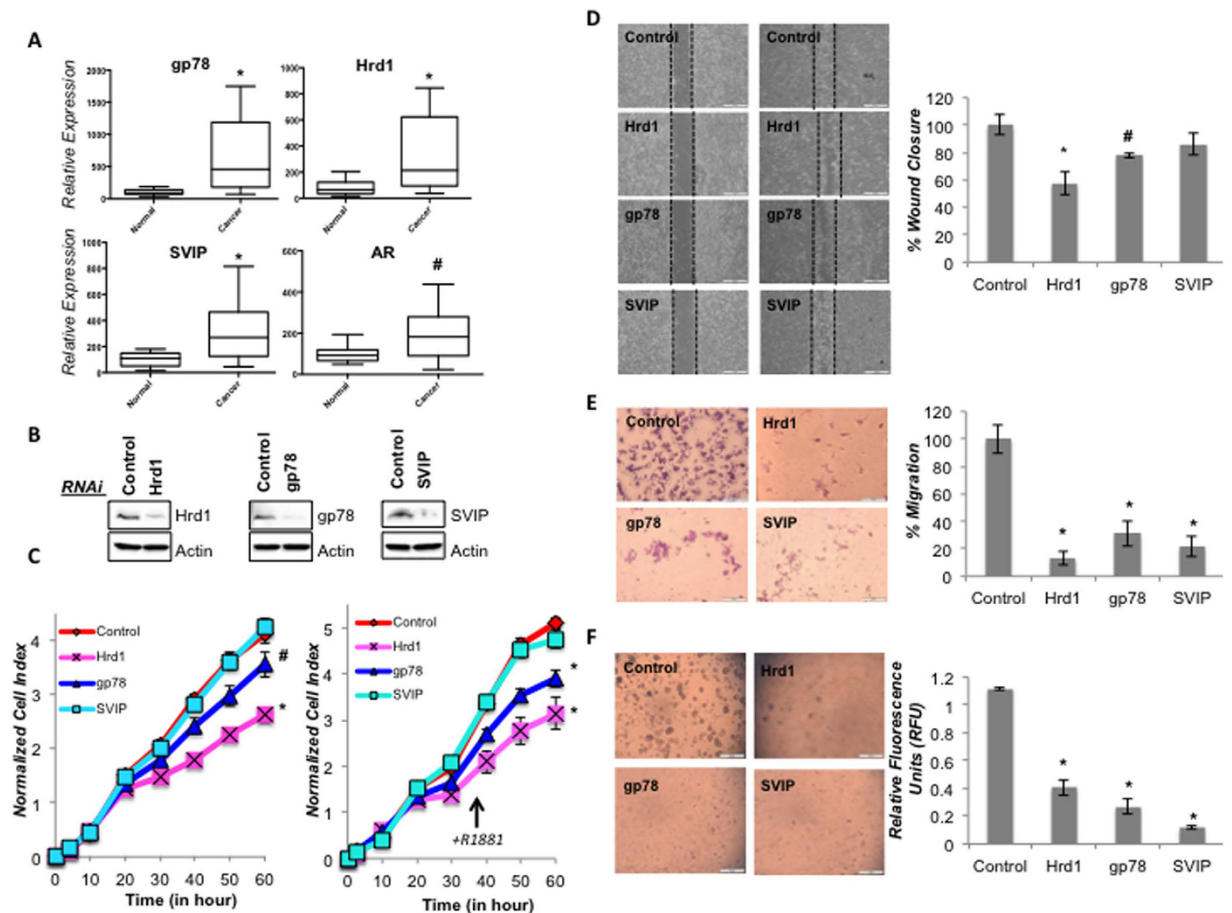 A
gp78
Relative Expression
2000
1500
1000
500
0
Normal
Cancer
*
Hrd1
1000
800
600
400
200
0
Normal
Cancer
*
SVIP
Relative Expression
1000
800
600
400
200
0
Normal
Cancer
*
AR
600
400
200
0
Normal
Cancer
#
B
RNAi
Control
Hrd1
Hrd1
Actin
Control
gp78
gp78
Actin
Control
SVIP
SVIP
Actin
C
Normalized Cell Index
4
3
2
1
0
Control
Hrd1
gp78
SVIP
#
*
0 10 20 30 40 50 60
Time (in hour)
Normalized Cell Index
5
4
3
2
1
0
Control
Hrd1
gp78
SVIP
*
*
+R1881
0 10 20 30 40 50 60
Time (in hour)
D
Control
Control
Hrd1
Hrd1
gp78
gp78
SVIP
SVIP
% Wound Closure
120
100
80
60
40
20
0
*
#
Control Hrd1 gp78 SVIP
E
Control
Hrd1
gp78
SVIP
% Migration
120
100
80
60
40
20
0
*
*
*
Control Hrd1 gp78 SVIP
F
Control
Hrd1
gp78
SVIP
Relative Fluorescence
Units (RFU)
1.2
1
0.8
0.6
0.4
0.2
0
*
*
*
Control Hrd1 gp78 SVIP